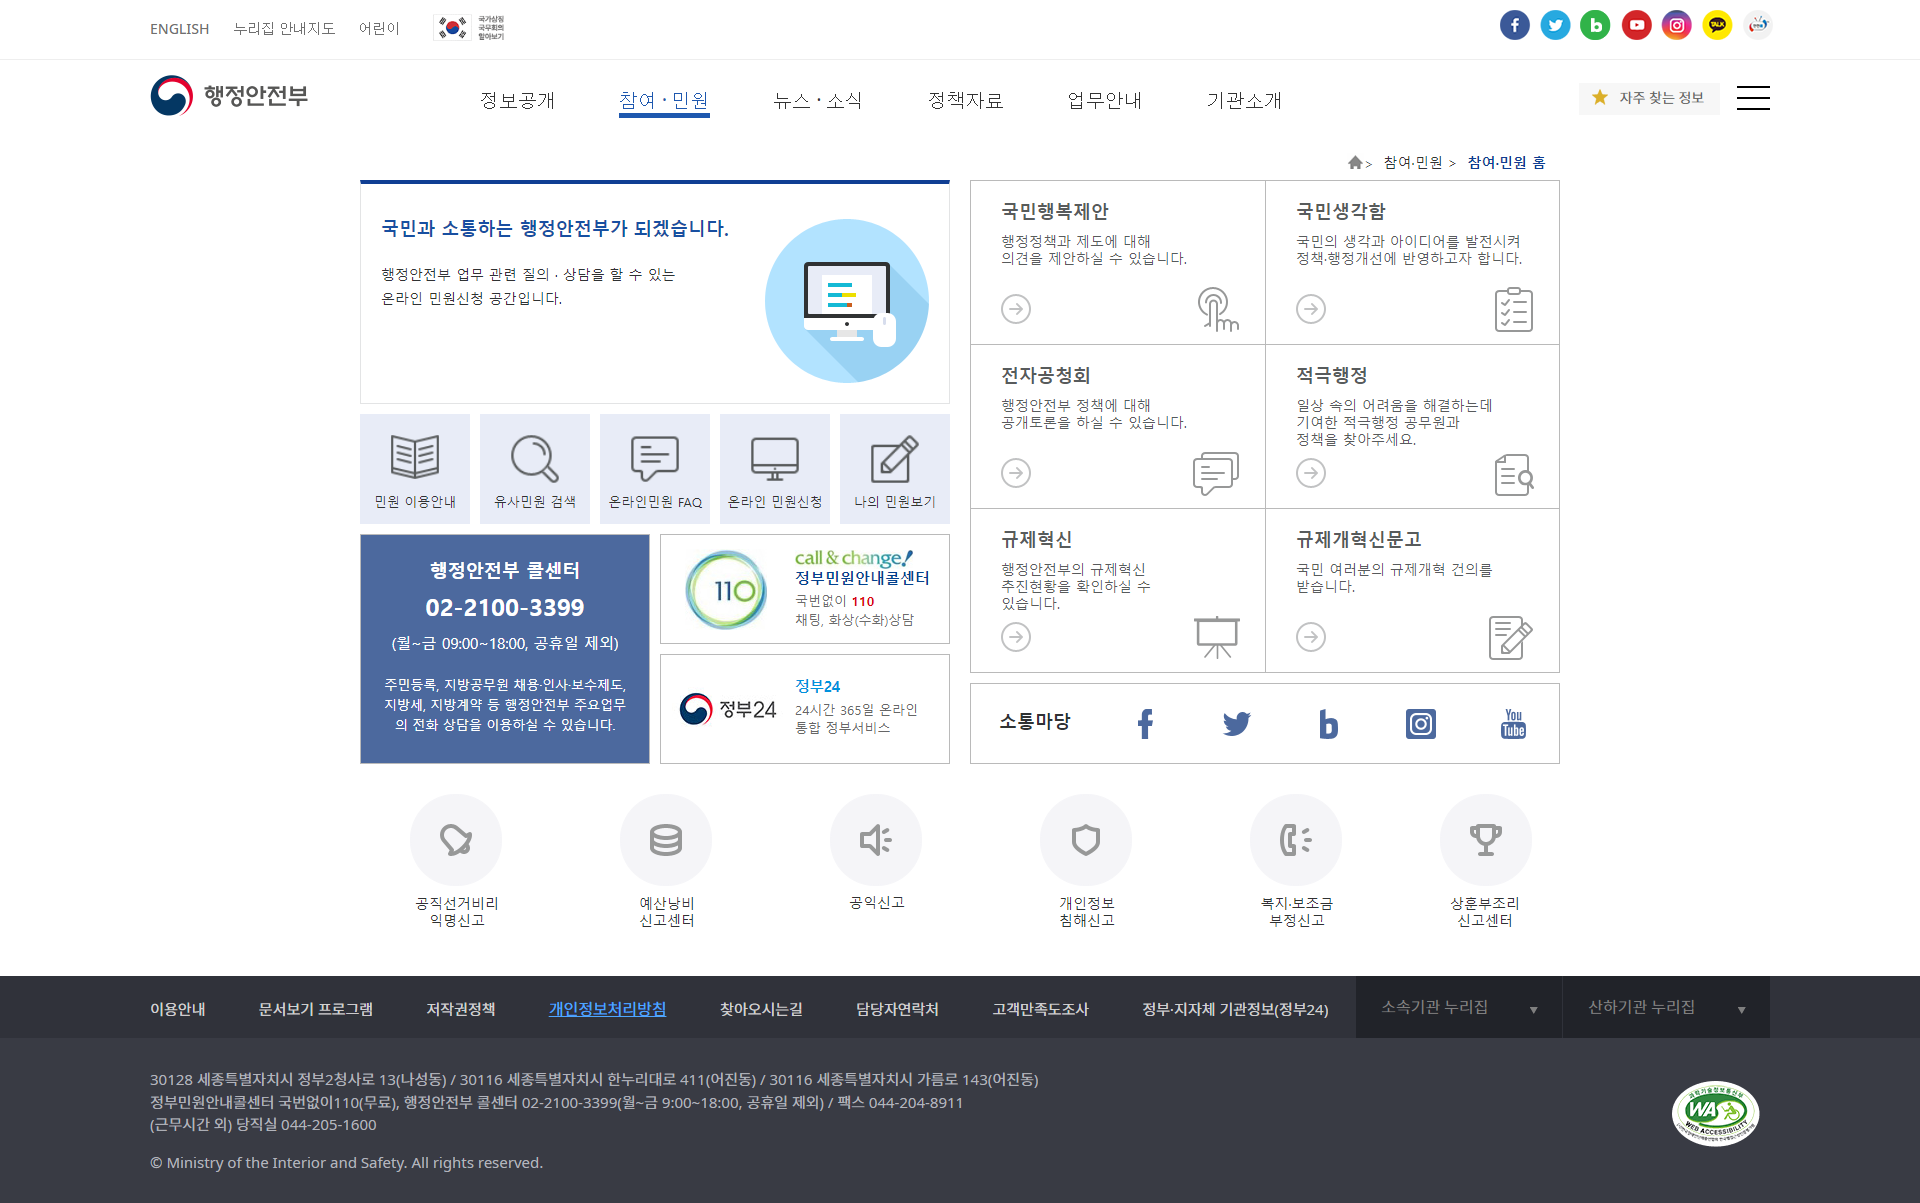 ENGLISH 누리집 안내지도 어린이
국가상징
국무회의
알아보기
TALK
행정안전부
정보공개 참여·민원 뉴스·소식 정책자료 업무안내 기관소개
자주 찾는 정보
> 참여·민원 > 참여·민원 홈
국민과 소통하는 행정안전부가 되겠습니다.
행정안전부 업무 관련 질의 · 상담을 할 수 있는
온라인 민원신청 공간입니다.
민원 이용안내
유사민원 검색
온라인민원 FAQ
온라인 민원신청
나의 민원보기
행정안전부 콜센터
02-2100-3399
(월~금 09:00~18:00, 공휴일 제외)
주민등록, 지방공무원 채용·인사·보수제도,
지방세, 지방계약 등 행정안전부 주요업무
의 전화 상담을 이용하실 수 있습니다.
110
call & change!
정부민원안내콜센터
국번없이 110
채팅, 화상(수화)상담
정부24
정부24
24시간 365일 온라인
통합 정부서비스
국민행복제안
행정정책과 제도에 대해
의견을 제안하실 수 있습니다.
국민생각함
국민의 생각과 아이디어를 발전시켜
정책·행정개선에 반영하고자 합니다.
전자공청회
행정안전부 정책에 대해
공개토론을 하실 수 있습니다.
적극행정
일상 속의 어려움을 해결하는데
기여한 적극행정 공무원과
정책을 찾아주세요.
규제혁신
행정안전부의 규제혁신
추진현황을 확인하실 수
있습니다.
규제개혁신문고
국민 여러분의 규제개혁 건의를
받습니다.
소통마당
You
Tube
공직선거비리
익명신고
예산낭비
신고센터
공익신고
개인정보
침해신고
복지·보조금
부정신고
상훈부조리
신고센터
이용안내 문서보기 프로그램 저작권정책 개인정보처리방침 찾아오시는길 담당자연락처 고객만족도조사 정부·지자체 기관정보(정부24) 소속기관 누리집 ▼ 산하기관 누리집 ▼
30128 세종특별자치시 정부2청사로 13(나성동) / 30116 세종특별자치시 한누리대로 411(어진동) / 30116 세종특별자치시 가름로 143(어진동)
정부민원안내콜센터 국번없이110(무료), 행정안전부 콜센터 02-2100-3399(월~금 9:00~18:00, 공휴일 제외) / 팩스 044-204-8911
(근무시간 외) 당직실 044-205-1600
© Ministry of the Interior and Safety. All rights reserved.
과학기술정보통신부
WA
WEB ACCESSIBILITY